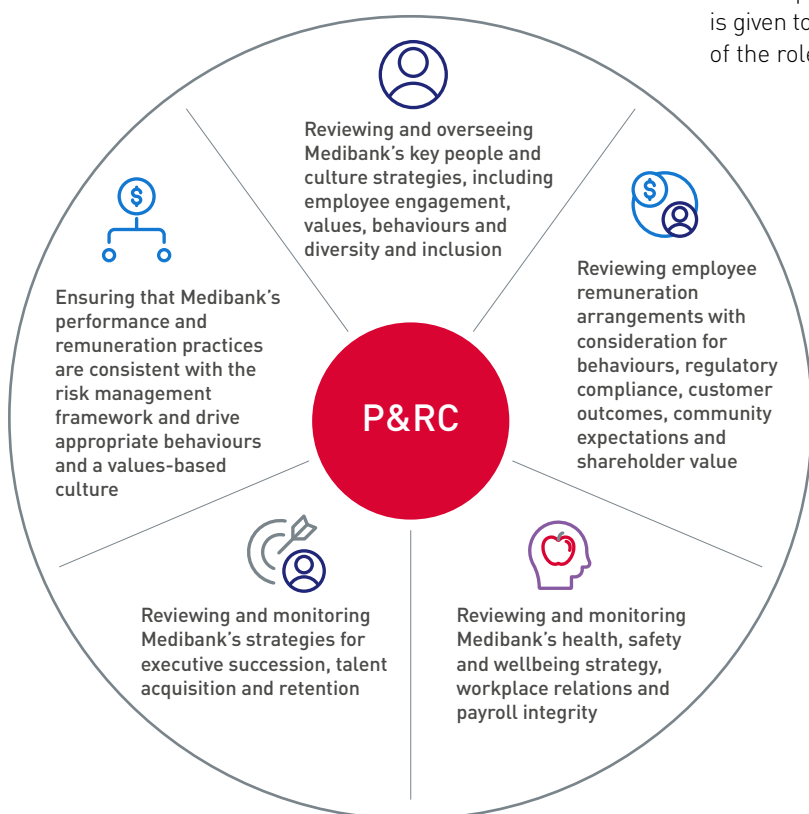 is given to
of the role
Reviewing and overseeing
Medibank's key people and
culture strategies, including
employee engagement,
values, behaviours and
diversity and inclusion
$
Reviewing employee
remuneration
arrangements with
consideration for
behaviours, regulatory
compliance, customer
outcomes, community
expectations and
shareholder value
$
Ensuring that Medibank's
performance and
remuneration practices
are consistent with the
risk management
framework and drive
appropriate behaviours
and a values-based
culture
P&RC
Reviewing and monitoring
Medibank's strategies for
executive succession, talent
acquisition and retention
Reviewing and monitoring
Medibank's health, safety
and wellbeing strategy,
workplace relations and
payroll integrity